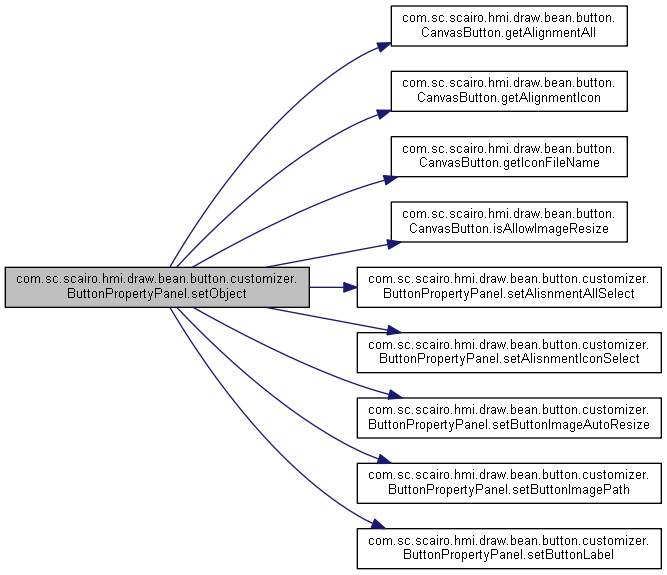 com.sc.scairo.hmi.draw.bean.button.
CanvasButton.getAlignmentAll
com.sc.scairo.hmi.draw.bean.button.
CanvasButton.getAlignmentIcon
com.sc.scairo.hmi.draw.bean.button.
CanvasButton.getIconFileName
com.sc.scairo.hmi.draw.bean.button.
CanvasButton.isAllowImageResize
com.sc.scairo.hmi.draw.bean.button.customizer.
ButtonPropertyPanel.setObject
com.sc.scairo.hmi.draw.bean.button.customizer.
ButtonPropertyPanel.setAlisnmentAllSelect
com.sc.scairo.hmi.draw.bean.button.customizer.
ButtonPropertyPanel.setAlisnmentIconSelect
com.sc.scairo.hmi.draw.bean.button.customizer.
ButtonPropertyPanel.setButtonImageAutoResize
com.sc.scairo.hmi.draw.bean.button.customizer.
ButtonPropertyPanel.setButtonImagePath
com.sc.scairo.hmi.draw.bean.button.customizer.
ButtonPropertyPanel.setButtonLabel